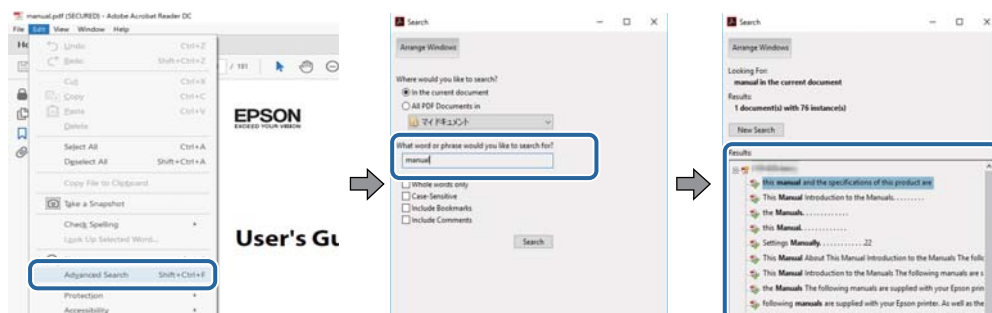 manual.pdf (SECURED) - Adobe Acrobat Reader DC
File Edit View Window Help
Undo Ctrl+Z
Redo Shift+Ctrl+Z
Cut Ctrl+X
Copy Ctrl+C
Paste Ctrl+V
Delete
Select All Ctrl+A
Deselect All Shift+Ctrl+A
Copy File to Clipboard
Take a Snapshot
Check Spelling
Look Up Selected Word...
Advanced Search Shift+Ctrl+F
Protection
Accessibility
/ 191
EPSON
EXCEED YOUR VISION
User's Gu
Search
Arrange Windows
Where would you like to search?
In the current document
All PDF Documents in
マイ ドキュメント
What word or phrase would you like to search for?
manual
Whole words only
Case-Sensitive
Include Bookmarks
Include Comments
Search
Search
Arrange Windows
Looking For:
manual in the current document
Results:
1 document(s) with 76 instance(s)
New Search
Results:
this manual and the specifications of this product are
This Manual Introduction to the Manuals. . . . . . . . .
the Manuals. . . . . . . . . . . . .
this Manual. . . . . . . . . . . . .
Settings Manually. . . . . . . . . . . . 22
This Manual About This Manual Introduction to the Manuals The follo
This Manual Introduction to the Manuals The following manuals are s
the Manuals The following manuals are supplied with your Epson prin
following manuals are supplied with your Epson printer. As well as the